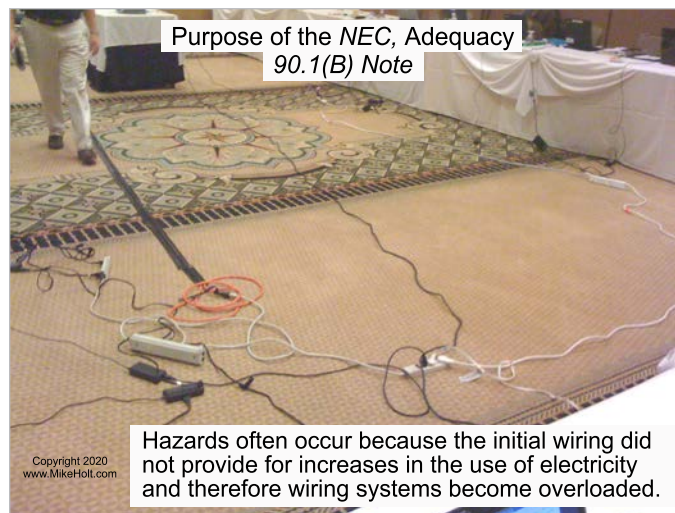 Purpose of the NEC, Adequacy
90.1(B) Note
Copyright 2020
www.MikeHolt.com
Hazards often occur because the initial wiring did
not provide for increases in the use of electricity
and therefore wiring systems become overloaded.